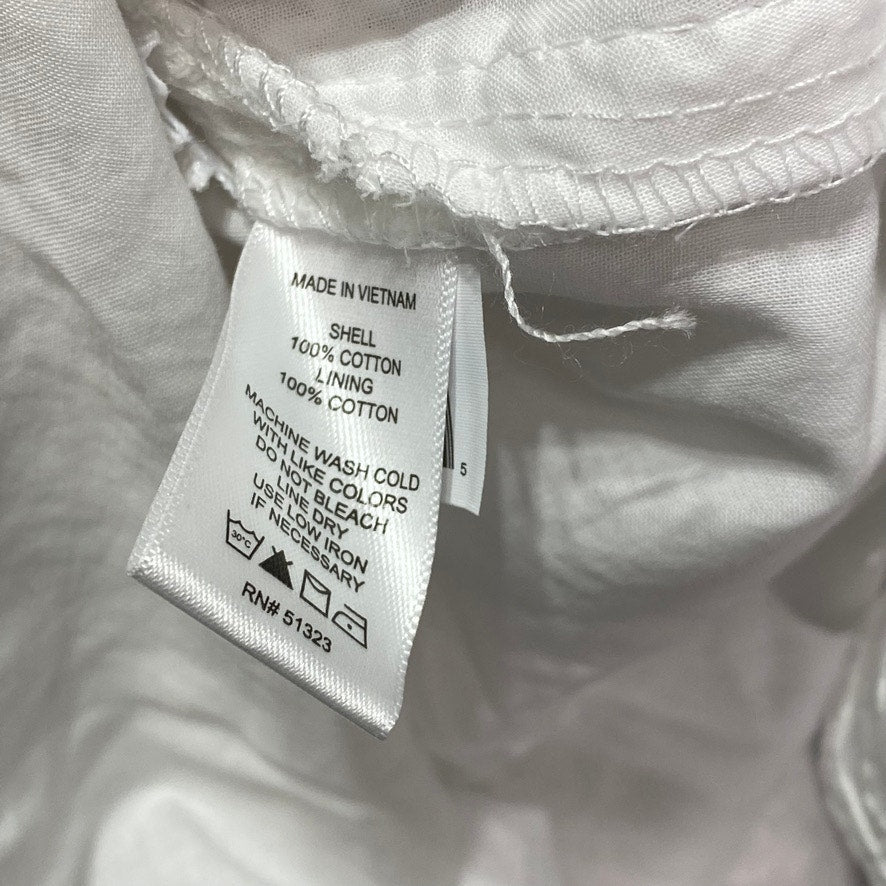 MADE IN VIETNAM
SHELL
100% COTTON
LINING
100% COTTON
MACHINE WASH COLD
WITH LIKE COLORS
DO NOT BLEACH
LINE DRY
USE LOW IRON
IF NECESSARY
30°C
RN# 51323
5